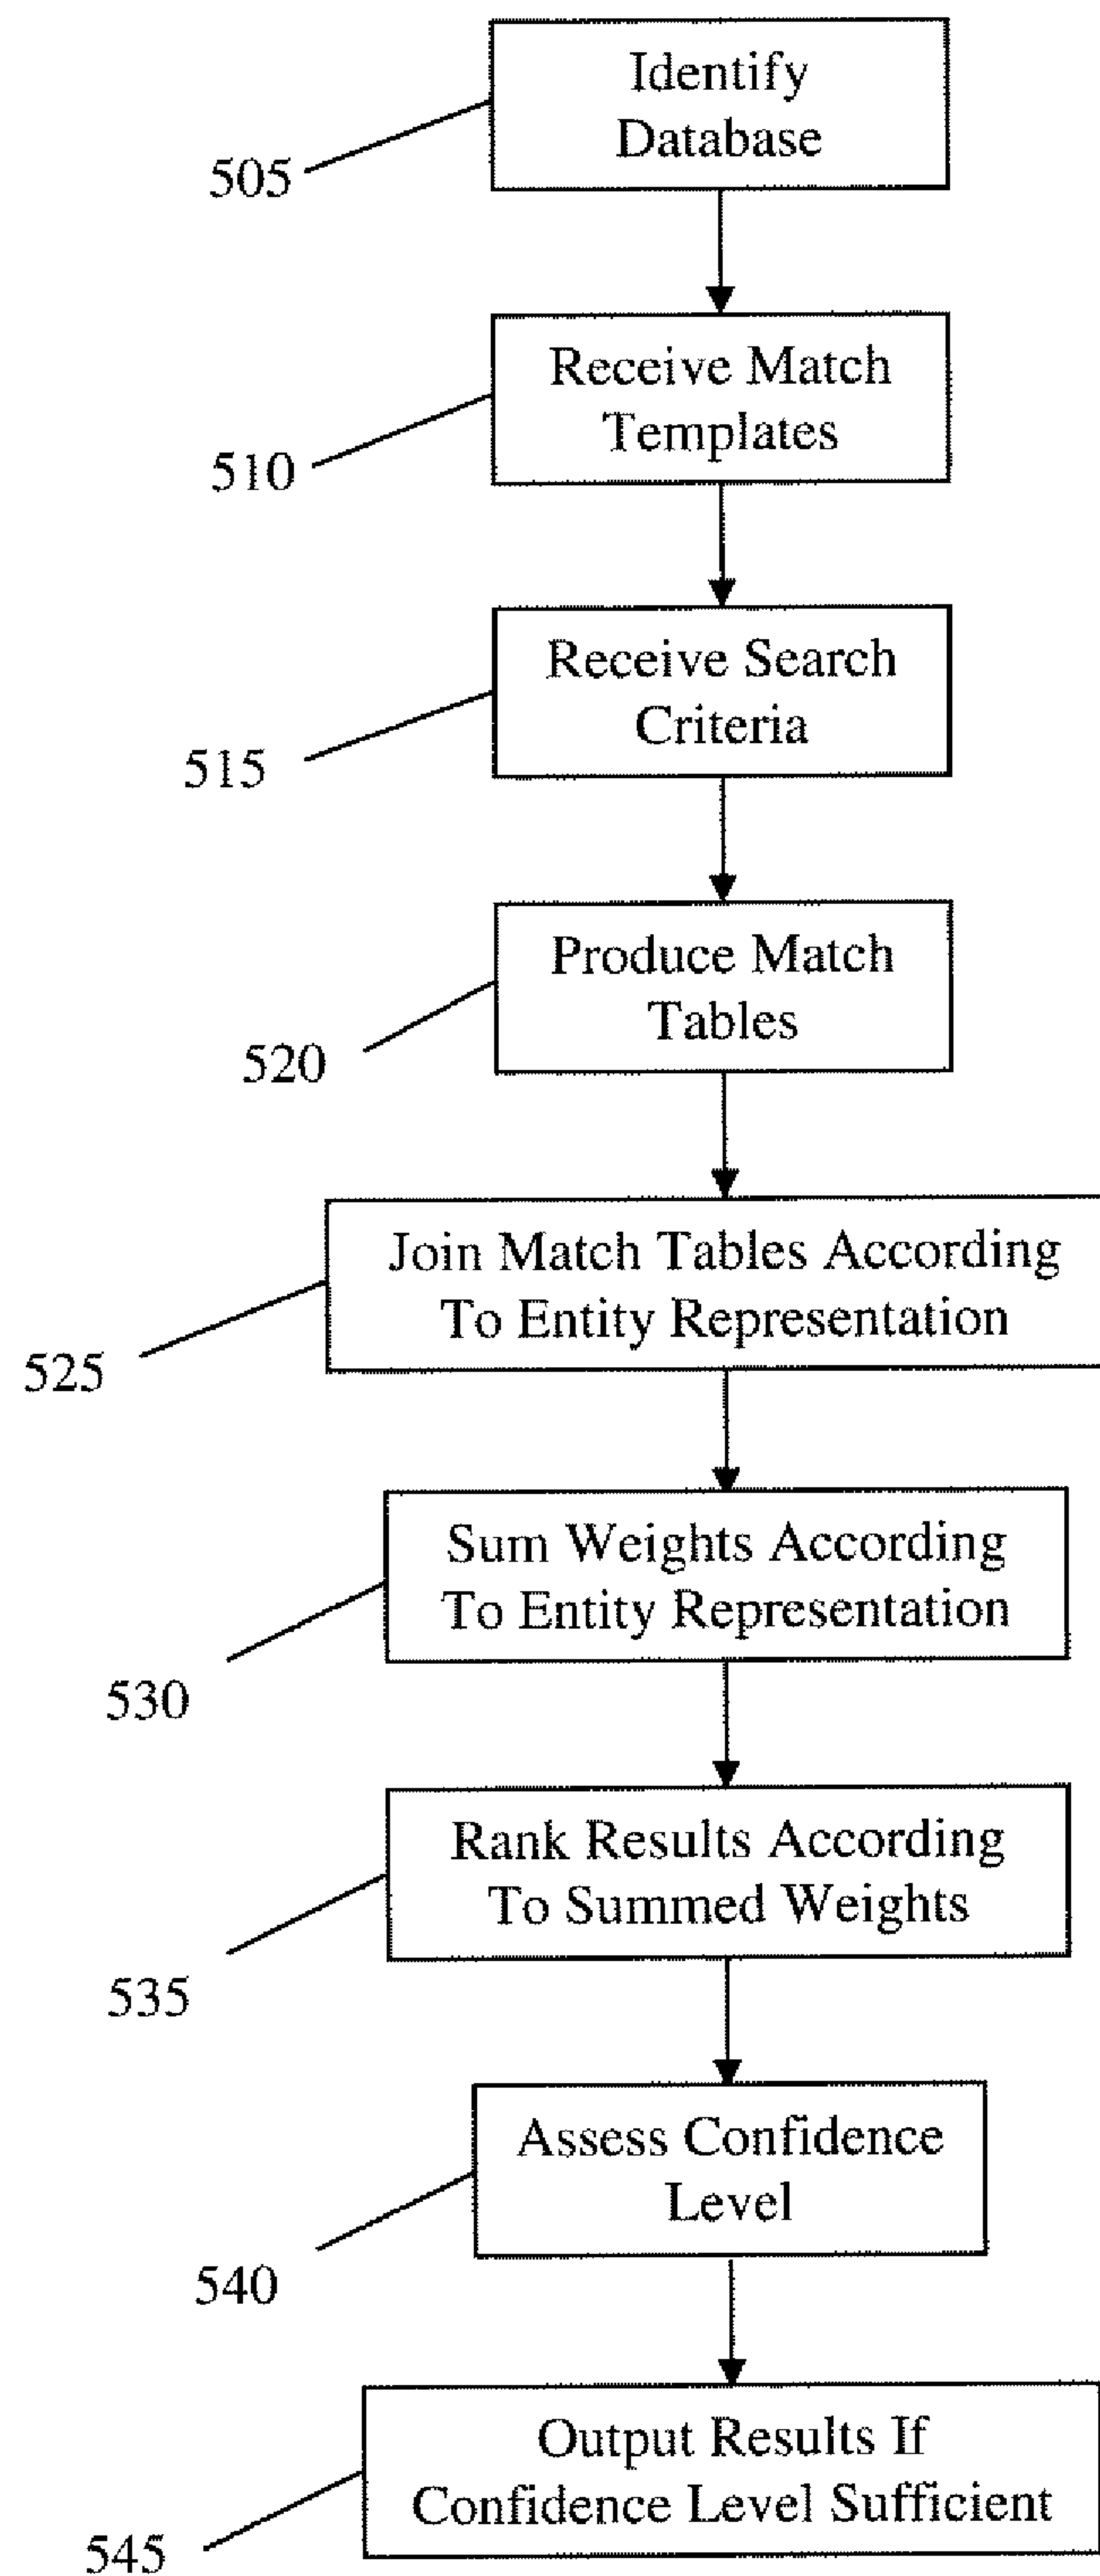 Identify
Database
505
Receive Match
Templates
510
Receive Search
Criteria
515
Produce Match
Tables
520
Join Match Tables According
To Entity Representation
525
Sum Weights According
To Entity Representation
530
Rank Results According
To Summed Weights
535
Assess Confidence
Level
540
Output Results If
Confidence Level Sufficient
545